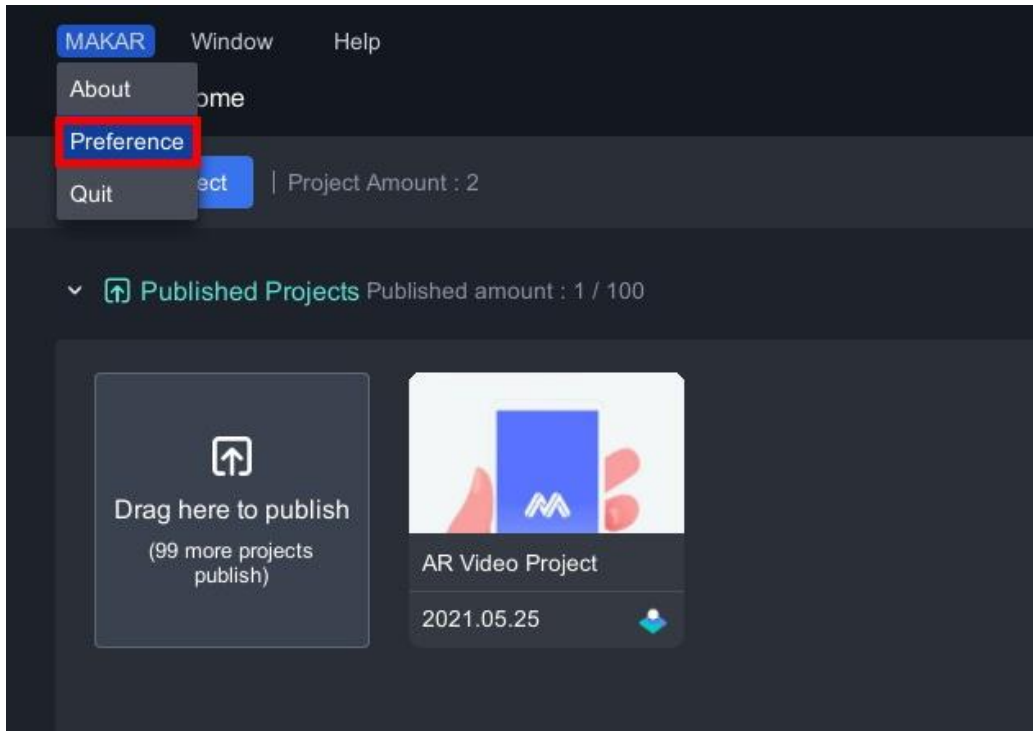 MAKAR Window Help
About
ome
Preference
Quit
ect | Project Amount : 2
Published Projects Published amount : 1 / 100
Drag here to publish
(99 more projects
publish)
AR Video Project
2021.05.25